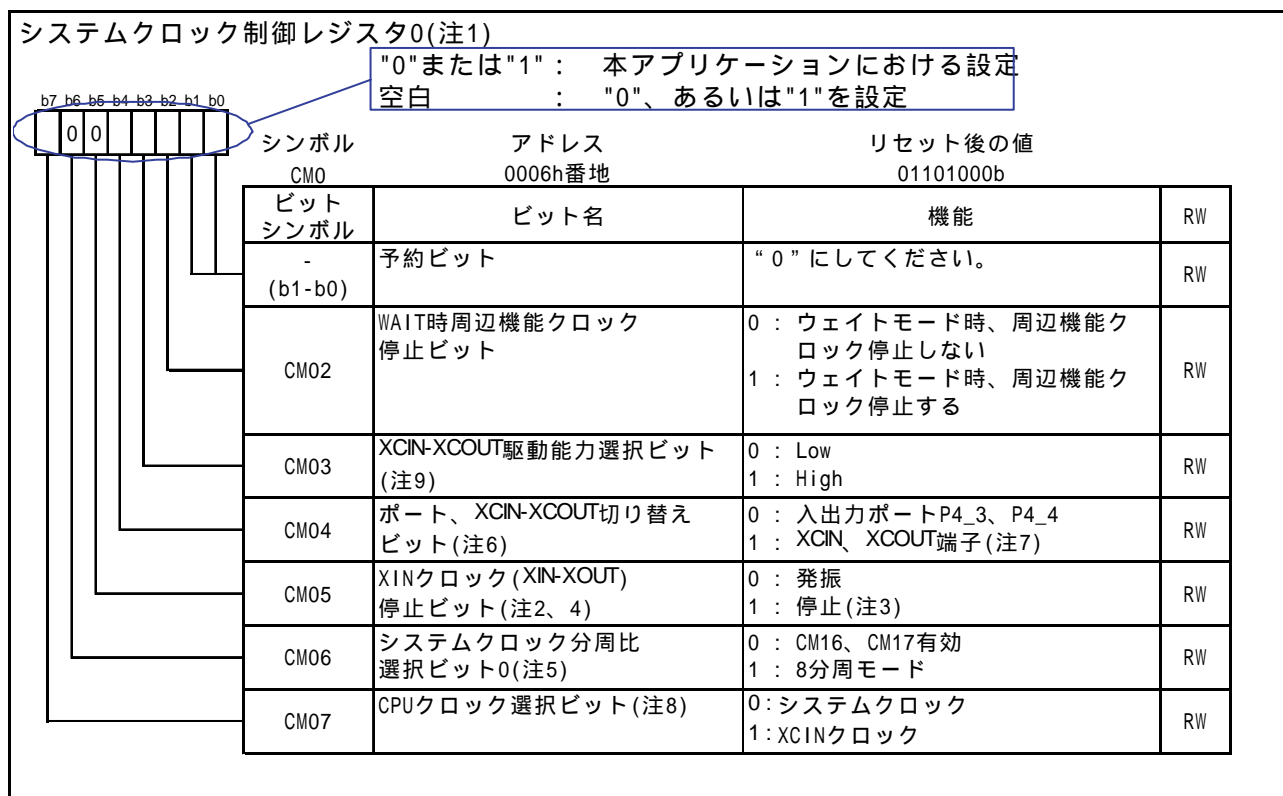 システムクロック制御レジスタ0(注1)
"0"または"1"： 本アプリケーションにおける設定
空白 ： "0"、あるいは"1"を設定
b7 b6 b5 b4 b3 b2 b1 b0
0 0
シンボル アドレス リセット後の値
CM0 0006h番地 01101000b
ビット
シンボル
ビット名 機能 RW
-
(b1-b0)
予約ビット
“0”にしてください。
RW
CM02
WAIT時周辺機能クロック
停止ビット
0 : ウェイトモード時、周辺機能ク
ロック停止しない
1 : ウェイトモード時、周辺機能ク
ロック停止する
RW
CM03
XCIN-XCOUT駆動能力選択ビット
(注9)
0 : Low
1 : High
RW
CM04
ポート、XCIN-XCOUT切り替え
ビット(注6)
0 : 入出力ポートP4_3、P4_4
1 : XCIN、XCOUT端子(注7)
RW
CM05
XINクロック(XIN-XOUT)
停止ビット(注2、4)
0 : 発振
1 : 停止(注3)
RW
CM06
システムクロック分周比
選択ビット0(注5)
0 : CM16、CM17有効
1 : 8分周モード
RW
CM07
CPUクロック選択ビット(注8)
0:システムクロック
1:XCINクロック
RW